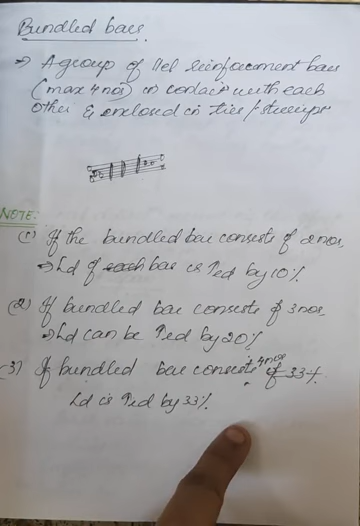 Bundled bars
→ A group of llel reinforcement bars
(max 4 nos) in contact with each
other & enclosed in ties/stirrups
NOTE:
(1) If the bundled bar consists of 2 nos,
→ Ld of each bar is ↑ed by 10%
(2) If bundled bar consists of 3 nos.
→ Ld can be ↑ed by 20%
(3) If bundled bar consists of 4 nos 33%.
Ld is ↑ed by 33%.